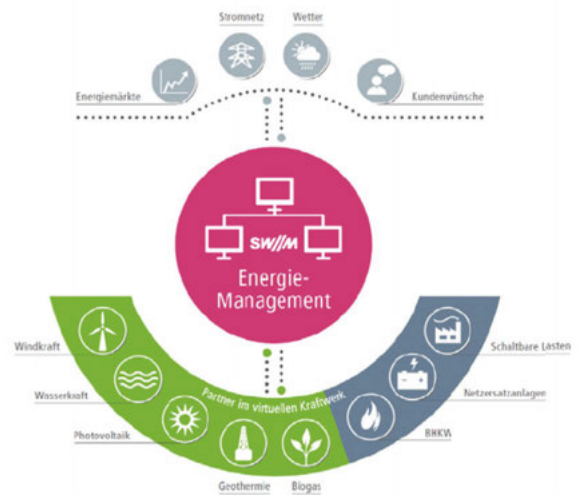 Stromnetz
Wetter
Energiemärkte
Kundenwünsche
SW//M
Energie-
Management
Windkraft
Schaltbare Lasten
Wasserkraft
Partner im virtuellen Kraftwerk
Netzersatzanlagen
Photovoltaik
BHKW
Geothermie
Biogas